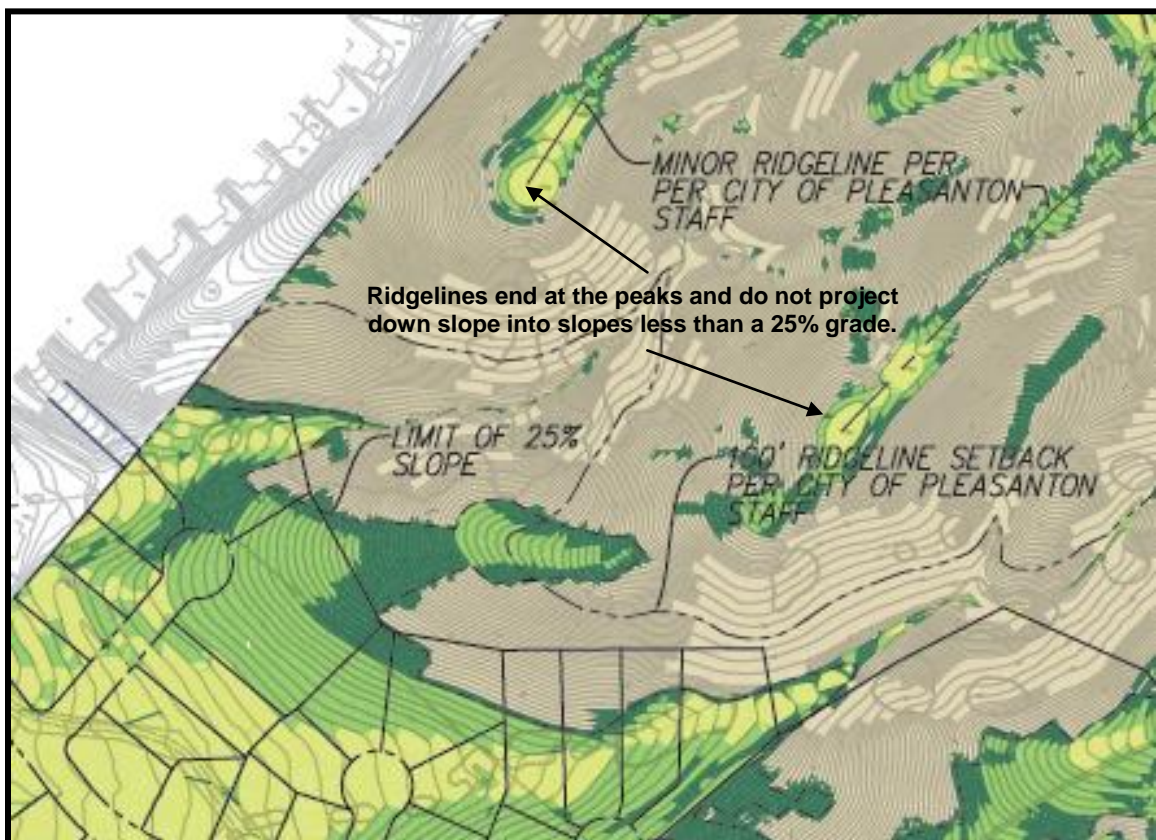 MINOR RIDGELINE PER
PER CITY OF PLEASANTON
STAFF
Ridgelines end at the peaks and do not project
down slope into slopes less than a 25% grade.
LIMIT OF 25%
SLOPE
100' RIDGELINE SETBACK
PER CITY OF PLEASANTON
STAFF